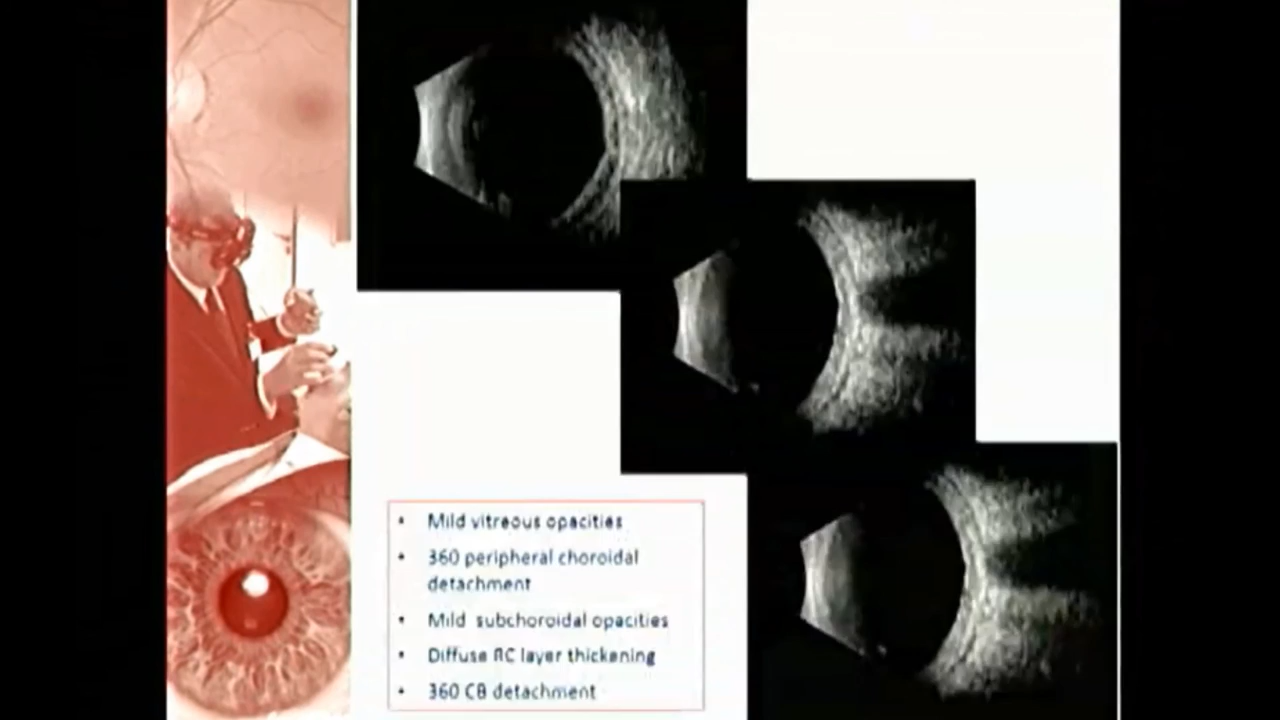 • Mild vitreous opacities
• 360 peripheral choroidal
detachment
• Mild subchoroidal opacities
• Diffuse RC layer thickening
• 360 CB detachment